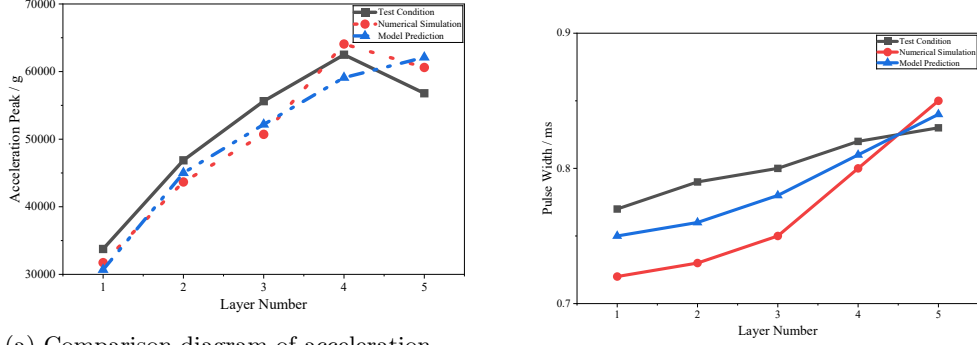 70000
60000
50000
40000
30000
Acceleration Peak / g
1 2 3 4 5
Layer Number
Test Condition
Numerical Simulation
Model Prediction
(a) Comparison diagram of acceleration
0.9
0.8
0.7
Pulse Width / ms
1 2 3 4 5
Layer Number
Test Condition
Numerical Simulation
Model Prediction